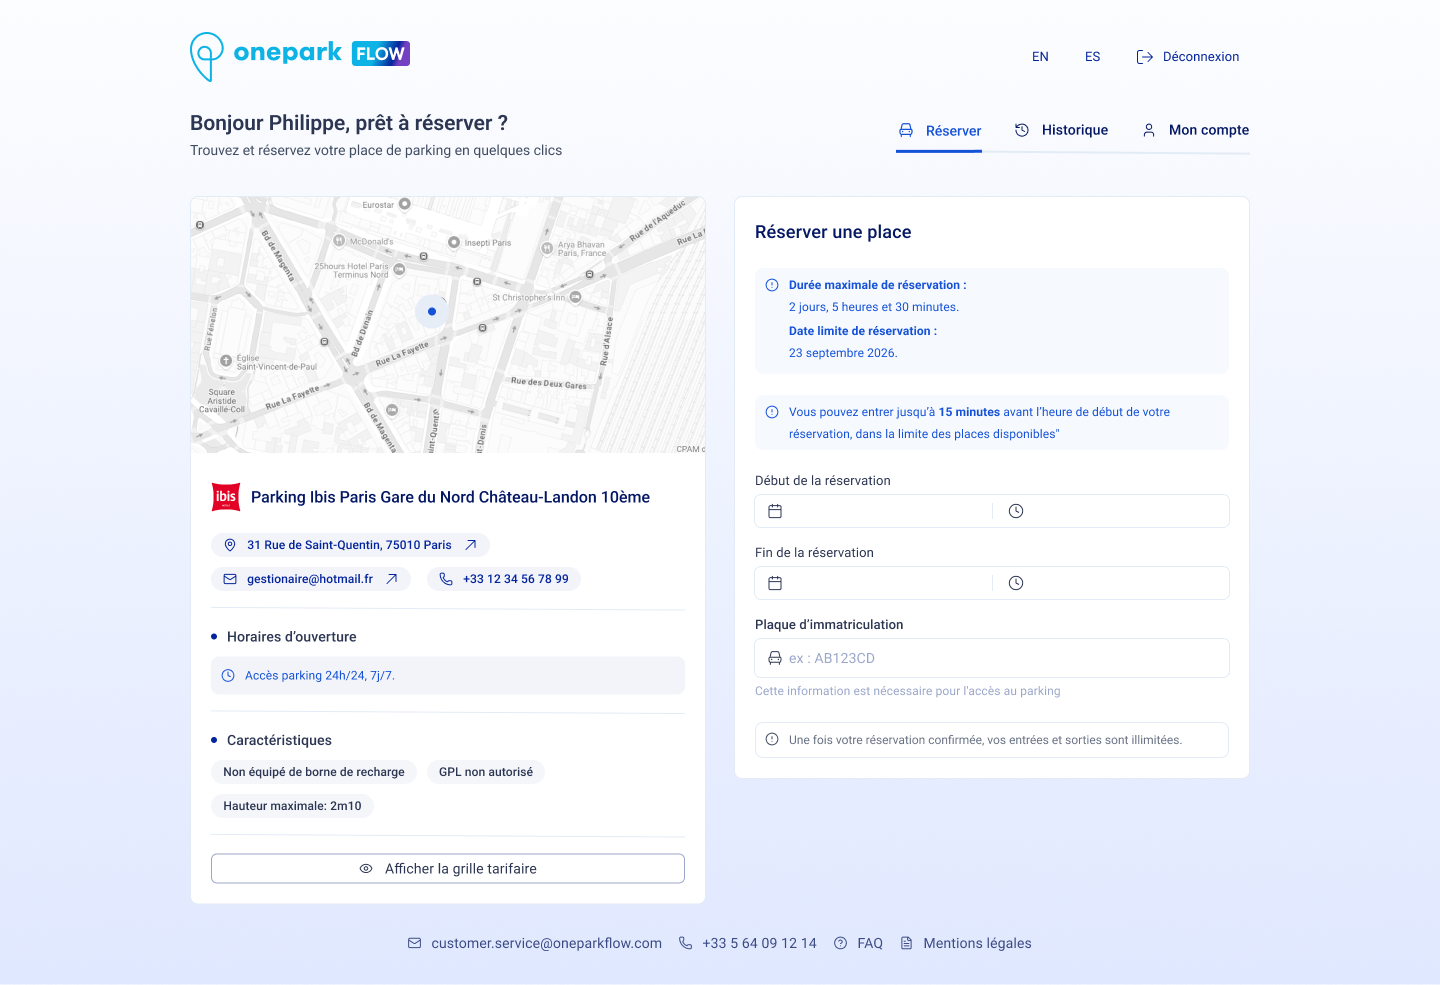 onepark FLOW
EN ES Déconnexion
Bonjour Philippe, prêt à réserver ?
Trouvez et réservez votre place de parking en quelques clics
Réserver Historique Mon compte
Eurostar
McDonald's
Insepti Paris
Arya Bhavan
Paris, France
Rue de l'Aqueduc
Rue La
25hours Hotel Paris
Terminus Nord
St Christopher's Inn
Bd de Magenta
Rue Fénelon
Bd de Denain
Rue La Fayette
Rue d'Alsace
Église
Saint-Vincent-de-Paul
Rue des Deux Gares
Square
Aristide
Cavaillé-Coll
Rue La Fayette
Bd de Magenta
int-Quent
t-Denis
CPAM d
ibis
Parking Ibis Paris Gare du Nord Château-Landon 10ème
31 Rue de Saint-Quentin, 75010 Paris
gestionaire@hotmail.fr
+33 12 34 56 78 99
Horaires d’ouverture
Accès parking 24h/24, 7j/7.
Caractéristiques
Non équipé de borne de recharge
GPL non autorisé
Hauteur maximale: 2m10
Afficher la grille tarifaire
Réserver une place
Durée maximale de réservation :
2 jours, 5 heures et 30 minutes.
Date limite de réservation :
23 septembre 2026.
Vous pouvez entrer jusqu’à 15 minutes avant l’heure de début de votre
réservation, dans la limite des places disponibles"
Début de la réservation
Fin de la réservation
Plaque d’immatriculation
ex : AB123CD
Cette information est nécessaire pour l'accès au parking
Une fois votre réservation confirmée, vos entrées et sorties sont illimitées.
customer.service@oneparkflow.com +33 5 64 09 12 14 FAQ Mentions légales